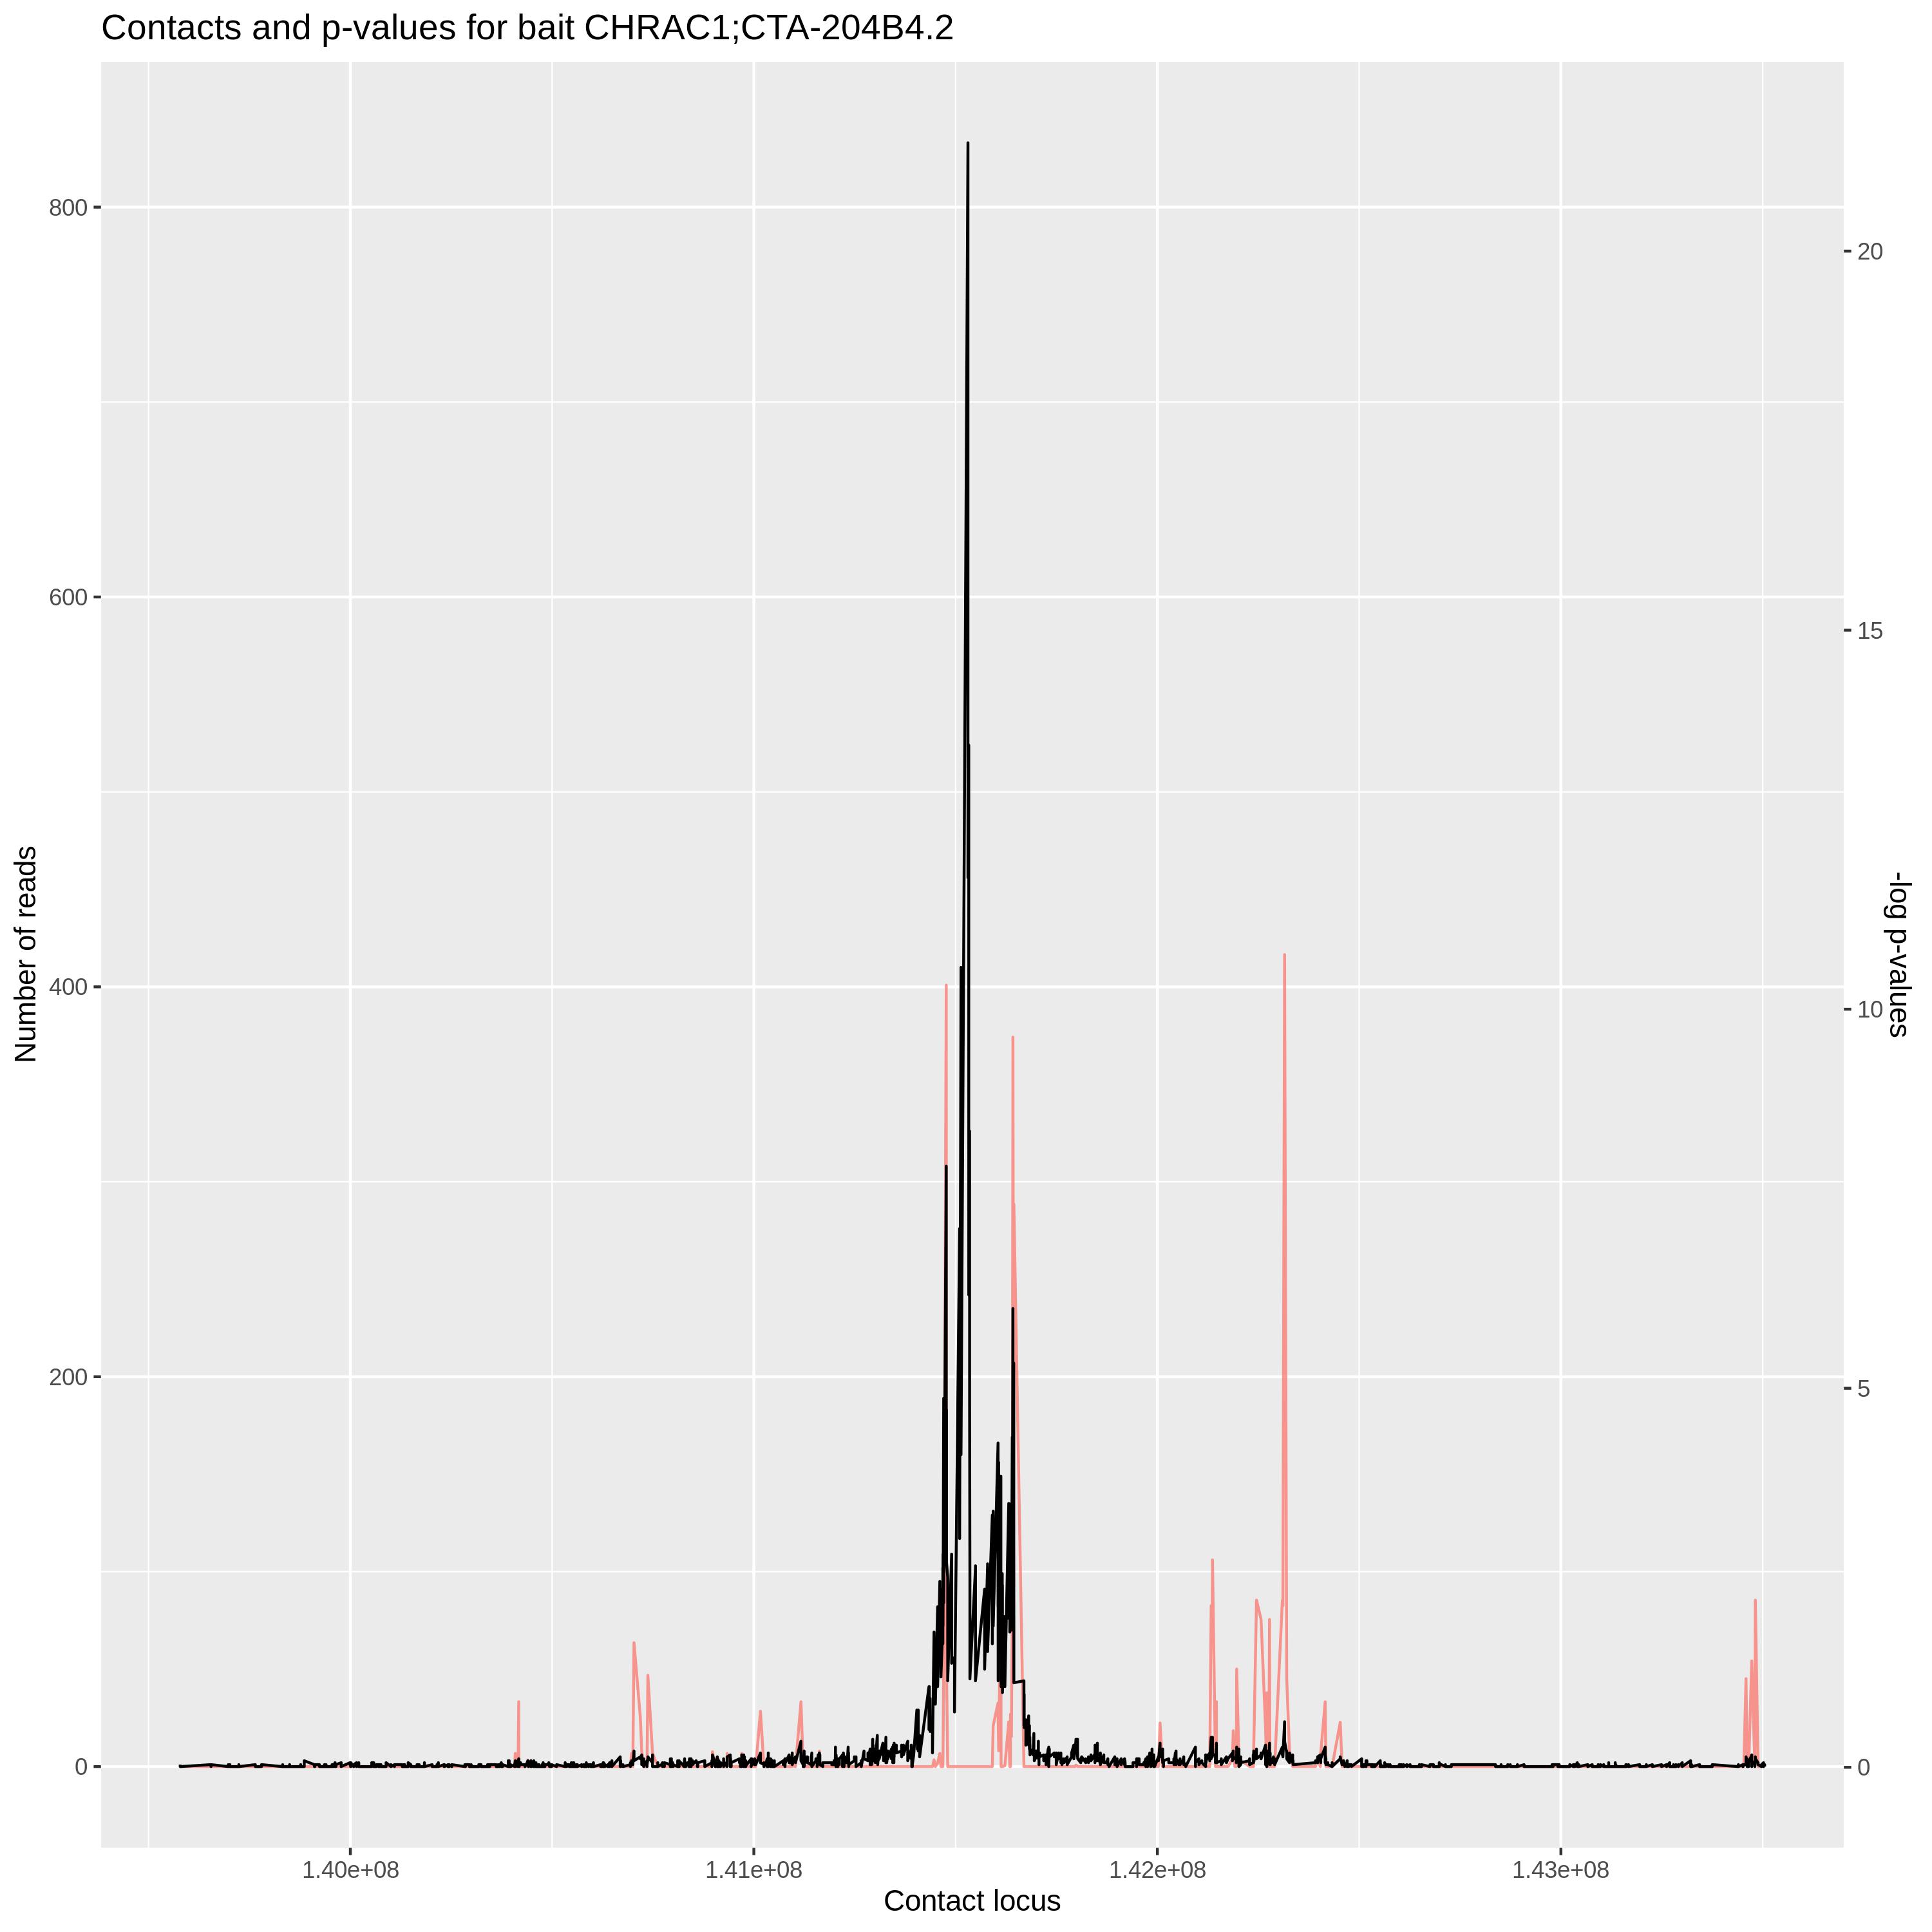 Contacts and p-values for bait CHRAC1;CTA-204B4.2
800
600
400
200
0
20
15
10
5
0
Number of reads
-log p-values
1.40e+08 1.41e+08 1.42e+08 1.43e+08
Contact locus